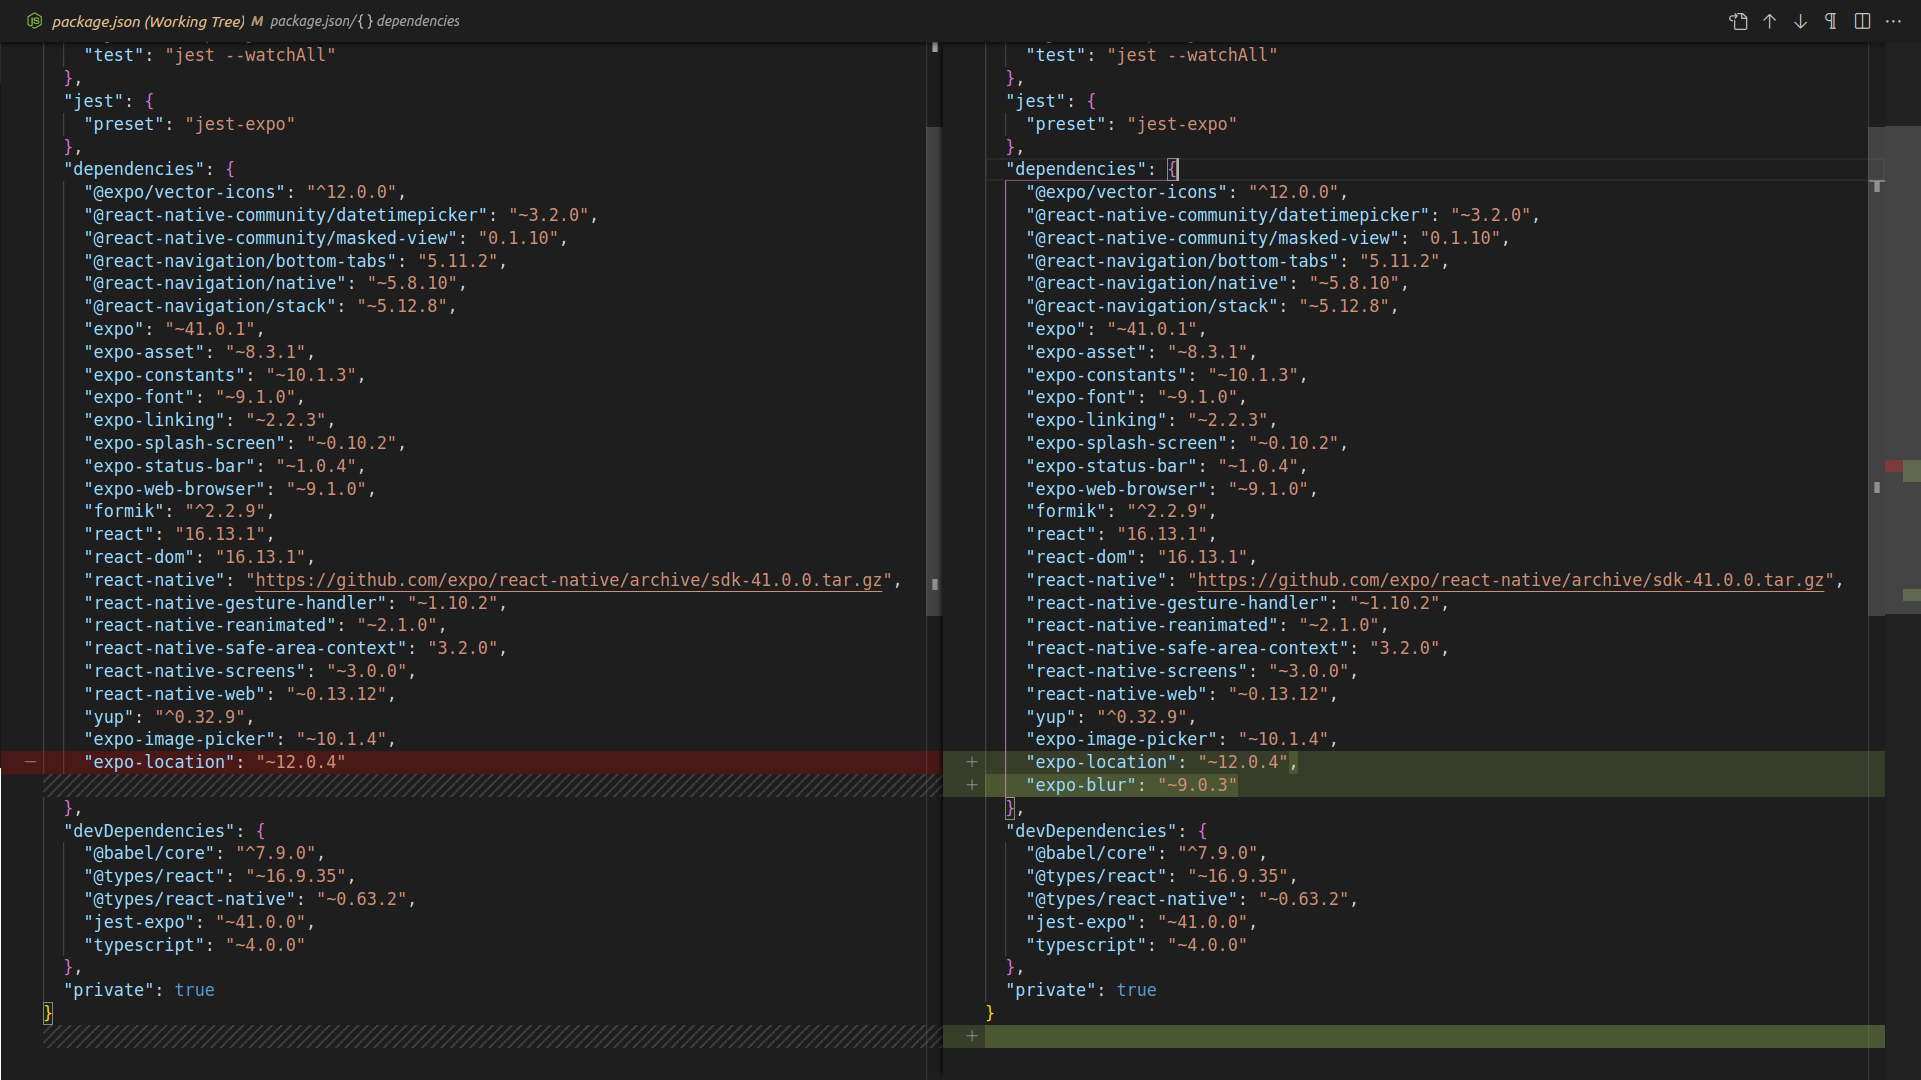 package.json (Working Tree) M package.json/{ } dependencies
"test": "jest --watchAll"
},
"jest": {
"preset": "jest-expo"
},
"dependencies": {
"@expo/vector-icons": "^12.0.0",
"@react-native-community/datetimepicker": "~3.2.0",
"@react-native-community/masked-view": "0.1.10",
"@react-navigation/bottom-tabs": "5.11.2",
"@react-navigation/native": "~5.8.10",
"@react-navigation/stack": "~5.12.8",
"expo": "~41.0.1",
"expo-asset": "~8.3.1",
"expo-constants": "~10.1.3",
"expo-font": "~9.1.0",
"expo-linking": "~2.2.3",
"expo-splash-screen": "~0.10.2",
"expo-status-bar": "~1.0.4",
"expo-web-browser": "~9.1.0",
"formik": "^2.2.9",
"react": "16.13.1",
"react-dom": "16.13.1",
"react-native": "https://github.com/expo/react-native/archive/sdk-41.0.0.tar.gz",
"react-native-gesture-handler": "~1.10.2",
"react-native-reanimated": "~2.1.0",
"react-native-safe-area-context": "3.2.0",
"react-native-screens": "~3.0.0",
"react-native-web": "~0.13.12",
"yup": "^0.32.9",
"expo-image-picker": "~10.1.4",
— "expo-location": "~12.0.4"
},
"devDependencies": {
"@babel/core": "^7.9.0",
"@types/react": "~16.9.35",
"@types/react-native": "~0.63.2",
"jest-expo": "~41.0.0",
"typescript": "~4.0.0"
},
"private": true
}
"test": "jest --watchAll"
},
"jest": {
"preset": "jest-expo"
},
"dependencies": {
"@expo/vector-icons": "^12.0.0",
"@react-native-community/datetimepicker": "~3.2.0",
"@react-native-community/masked-view": "0.1.10",
"@react-navigation/bottom-tabs": "5.11.2",
"@react-navigation/native": "~5.8.10",
"@react-navigation/stack": "~5.12.8",
"expo": "~41.0.1",
"expo-asset": "~8.3.1",
"expo-constants": "~10.1.3",
"expo-font": "~9.1.0",
"expo-linking": "~2.2.3",
"expo-splash-screen": "~0.10.2",
"expo-status-bar": "~1.0.4",
"expo-web-browser": "~9.1.0",
"formik": "^2.2.9",
"react": "16.13.1",
"react-dom": "16.13.1",
"react-native": "https://github.com/expo/react-native/archive/sdk-41.0.0.tar.gz",
"react-native-gesture-handler": "~1.10.2",
"react-native-reanimated": "~2.1.0",
"react-native-safe-area-context": "3.2.0",
"react-native-screens": "~3.0.0",
"react-native-web": "~0.13.12",
"yup": "^0.32.9",
"expo-image-picker": "~10.1.4",
+ "expo-location": "~12.0.4",
+ "expo-blur": "~9.0.3"
},
"devDependencies": {
"@babel/core": "^7.9.0",
"@types/react": "~16.9.35",
"@types/react-native": "~0.63.2",
"jest-expo": "~41.0.0",
"typescript": "~4.0.0"
},
"private": true
}
+